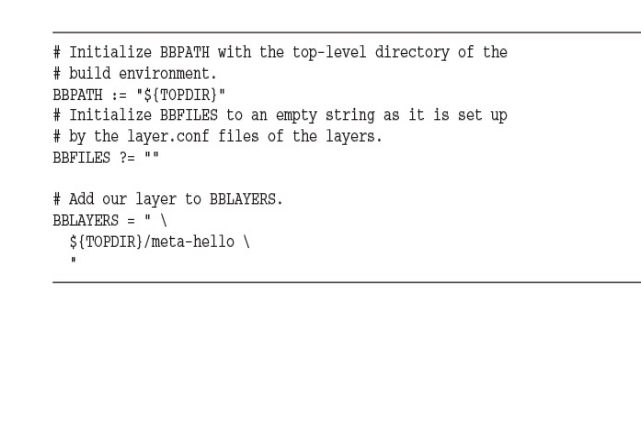 # Initialize BBPATH with the top-level directory of the
# build environment.
BBPATH := "${TOPDIR}"
# Initialize BBFILES to an empty string as it is set up
# by the layer.conf files of the layers.
BBFILES ?= ""

# Add our layer to BBLAYERS.
BBLAYERS = " \
  ${TOPDIR}/meta-hello \
  "